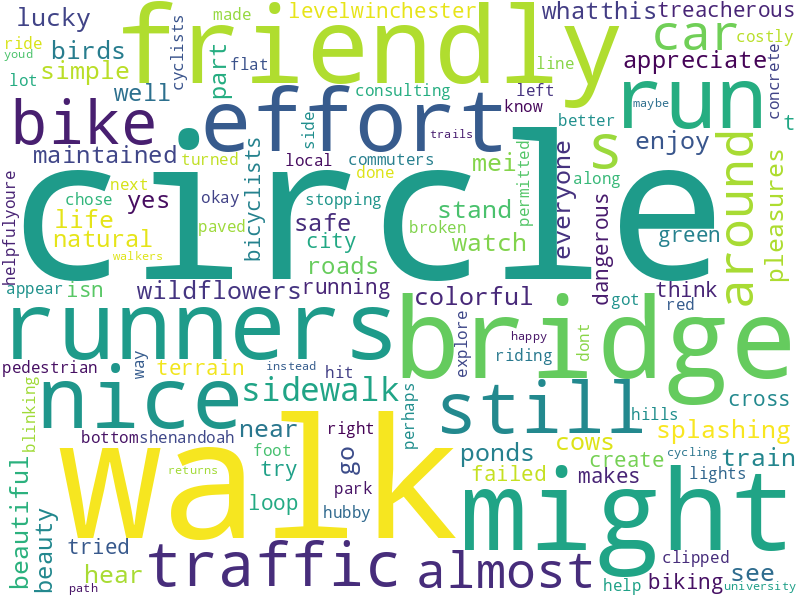 lucky
cyclists
made
levelwinchester
friendly
whatthis
treacherous
ride
youd
birds
part
flat
car
costly
lot
simple
line
appreciate
concrete
well
consulting
left
bike
effort
know
maybe
run
side
trails
better
t
maintained
turned
bicyclists
local
commuters
mei
permitted
everyone
s
enjoy
around
next
done
helpfulyoure
chose
yes
okay
stopping
along
dangerous
pleasures
life
paved
safe
stand
circle
natural
broken
watch
green
walkers
city
roads
appear
isn
wildflowers
running
colorful
think
got
red
runners
bridge
explore
happy
dont
riding
pedestrian
way
terrain
instead
hit
nice
sidewalk
still
cross
blinking
perhaps
hills
bottom
shenandoah
near
right
splashing
walk
go
foot
try
ponds
cows
create
train
beautiful
returns
park
failed
makes
cycling
lights
loop
might
beauty
hubby
tried
hear
traffic
almost
clipped
see
path
help
biking
university